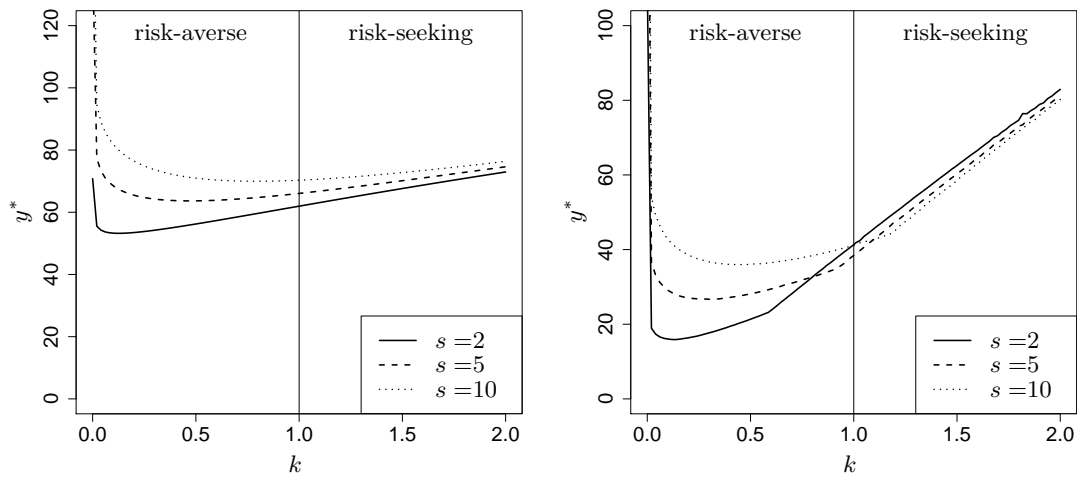 risk-averse
risk-seeking
0 20 40 60 80 100 120
y*
s =2
s =5
s =10
0.0 0.5 1.0 1.5 2.0
k
risk-averse
risk-seeking
0 20 40 60 80 100
y*
s =2
s =5
s =10
0.0 0.5 1.0 1.5 2.0
k